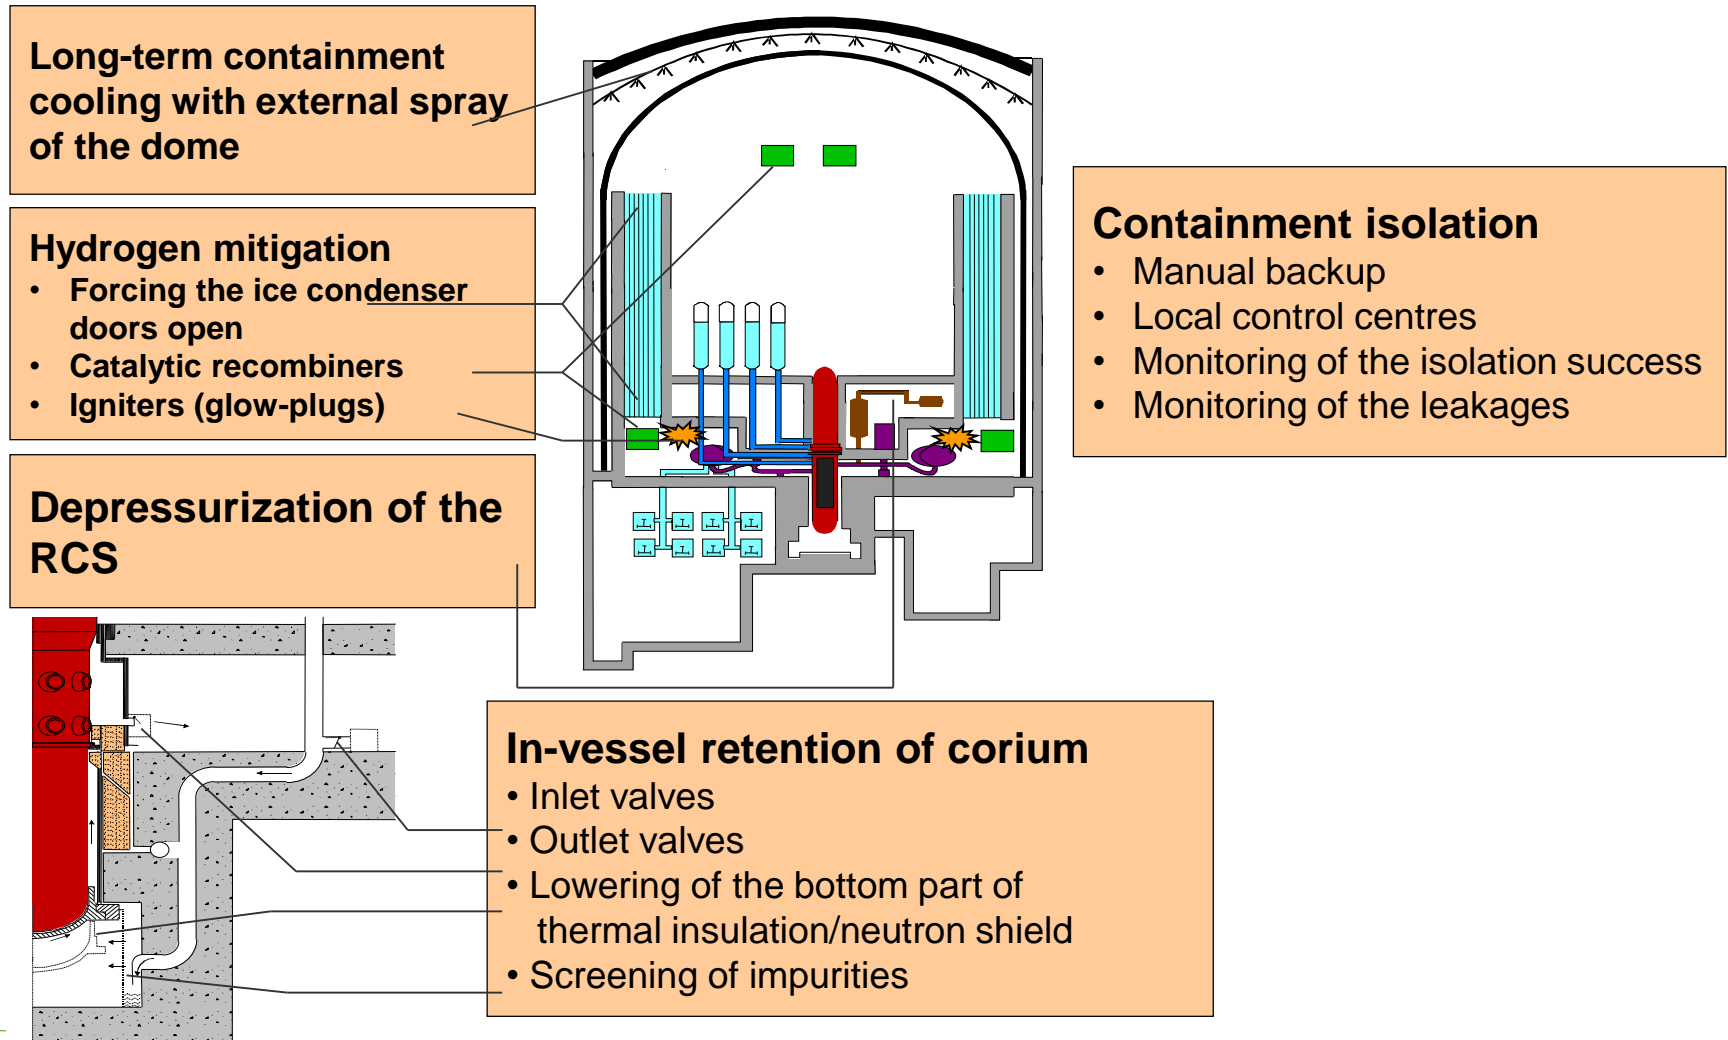 Long-term containment
cooling with external spray
of the dome
Hydrogen mitigation
• Forcing the ice condenser
doors open
• Catalytic recombiners
• Igniters (glow-plugs)
Depressurization of the
RCS
Containment isolation
• Manual backup
• Local control centres
• Monitoring of the isolation success
• Monitoring of the leakages
In-vessel retention of corium
• Inlet valves
• Outlet valves
• Lowering of the bottom part of
thermal insulation/neutron shield
• Screening of impurities